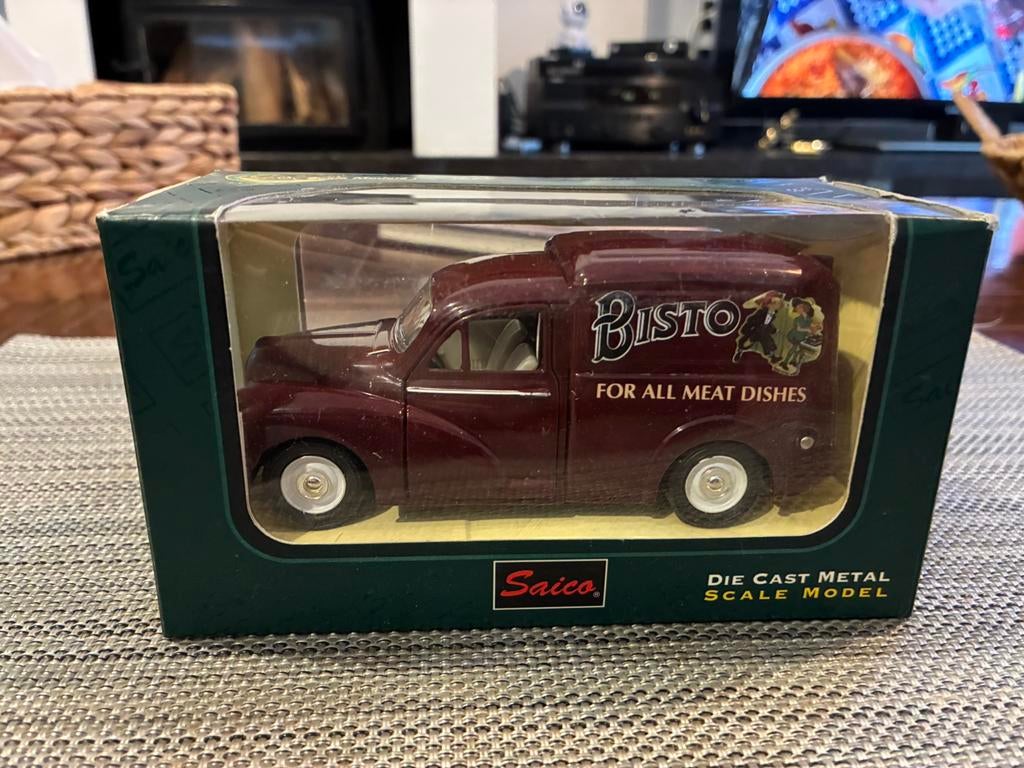 BISTO
FOR ALL MEAT DISHES
Saico®
DIE CAST METAL
SCALE MODEL